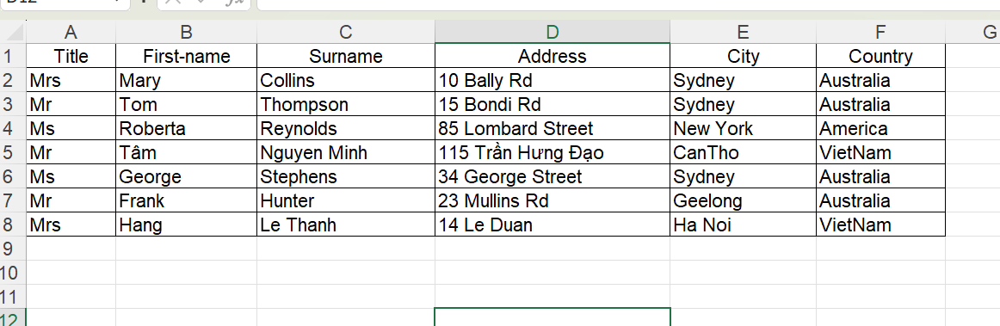 A B C D E F G
1 Title First-name Surname Address City Country
2 Mrs Mary Collins 10 Bally Rd Sydney Australia
3 Mr Tom Thompson 15 Bondi Rd Sydney Australia
4 Ms Roberta Reynolds 85 Lombard Street New York America
5 Mr Tâm Nguyen Minh 115 Trần Hưng Đạo CanTho VietNam
6 Ms George Stephens 34 George Street Sydney Australia
7 Mr Frank Hunter 23 Mullins Rd Geelong Australia
8 Mrs Hang Le Thanh 14 Le Duan Ha Noi VietNam
9
10
11
12